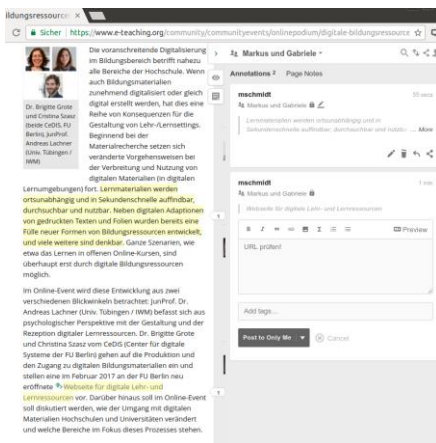 ildungsressource: ×
Sicher | https://www.e-teaching.org/community/communityevents/onlinepodium/digitale-bildungsressource
Die voranschreitende Digitalisierung
im Bildungsbereich betrifft nahezu
alle Bereiche der Hochschule. Wenn
auch Bildungsmaterialien
zunehmend digitalisiert oder gleich
digital erstellt werden, hat dies eine
Reihe von Konsequenzen für die
Gestaltung von Lehr-/Lernsettings.
Beginnend bei der
Materialrecherche setzen sich
veränderte Vorgehensweisen bei
der Verbreitung und Nutzung von
digitalen Materialien (in digitalen
Dr. Brigitte Grote
und Cristina Szasz
(beide CeDIS, FU
Berlin), JunProf.
Andreas Lachner
(Univ. Tübingen /
IWM)
Lernumgebungen) fort. Lernmaterialien werden
ortsunabhängig und in Sekundenschnelle auffindbar,
durchsuchbar und nutzbar. Neben digitalen Adaptionen
von gedruckten Texten und Folien wurden bereits eine
Fülle neuer Formen von Bildungsressourcen entwickelt,
und viele weitere sind denkbar. Ganze Szenarien, wie
etwa das Lernen in offenen Online-Kursen, sind
überhaupt erst durch digitale Bildungsressourcen
möglich.
Im Online-Event wird diese Entwicklung aus zwei
verschiedenen Blickwinkeln betrachtet: JunProf. Dr.
Andreas Lachner (Univ. Tübingen / IWM) befasst sich aus
psychologischer Perspektive mit der Gestaltung und der
Rezeption digitaler Lernressourcen. Dr. Brigitte Grote
und Christina Szasz vom CeDIS (Center für digitale
Systeme der FU Berlin) gehen auf die Produktion und
den Zugang zu digitalen Bildungsmaterialien ein und
stellen eine im Februar 2017 an der FU Berlin neu
eröffnete Webseite für digitale Lehr- und
Lernressourcen vor. Darüber hinaus soll im Online-Event
soll diskutiert werden, wie der Umgang mit digitalen
Materialien Hochschulen und Universitäten verändert
und welche Bereiche im Fokus dieses Prozesses stehen.
1
1
Markus und Gabriele
Annotations 2 Page Notes
mschmidt 55 secs
Markus und Gabriele
Lernmaterialien werden ortsunabhängig und in
Sekundenschnelle auffindbar, durchsuchbar und nutzbar. ... More
mschmidt 1 min
Markus und Gabriele
Webseite für digitale Lehr- und Lernressourcen
B I Preview
URL prüfen!
Add tags...
Post to Only Me Cancel